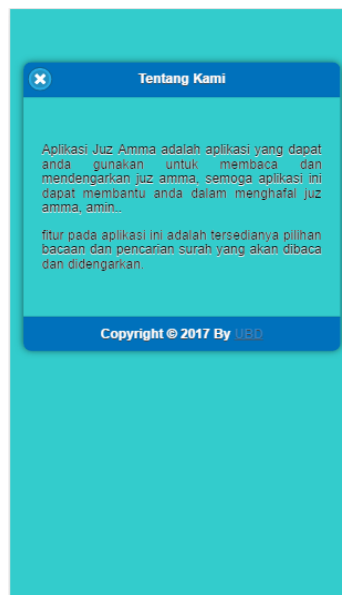 Tentang Kami
Aplikasi Juz Amma adalah aplikasi yang dapat
anda gunakan untuk membaca dan
mendengarkan juz amma, semoga aplikasi ini
dapat membantu anda dalam menghafal juz
amma, amin..
fitur pada aplikasi ini adalah tersedianya pilihan
bacaan dan pencarian surah yang akan dibaca
dan didengarkan.
Copyright © 2017 By UBD